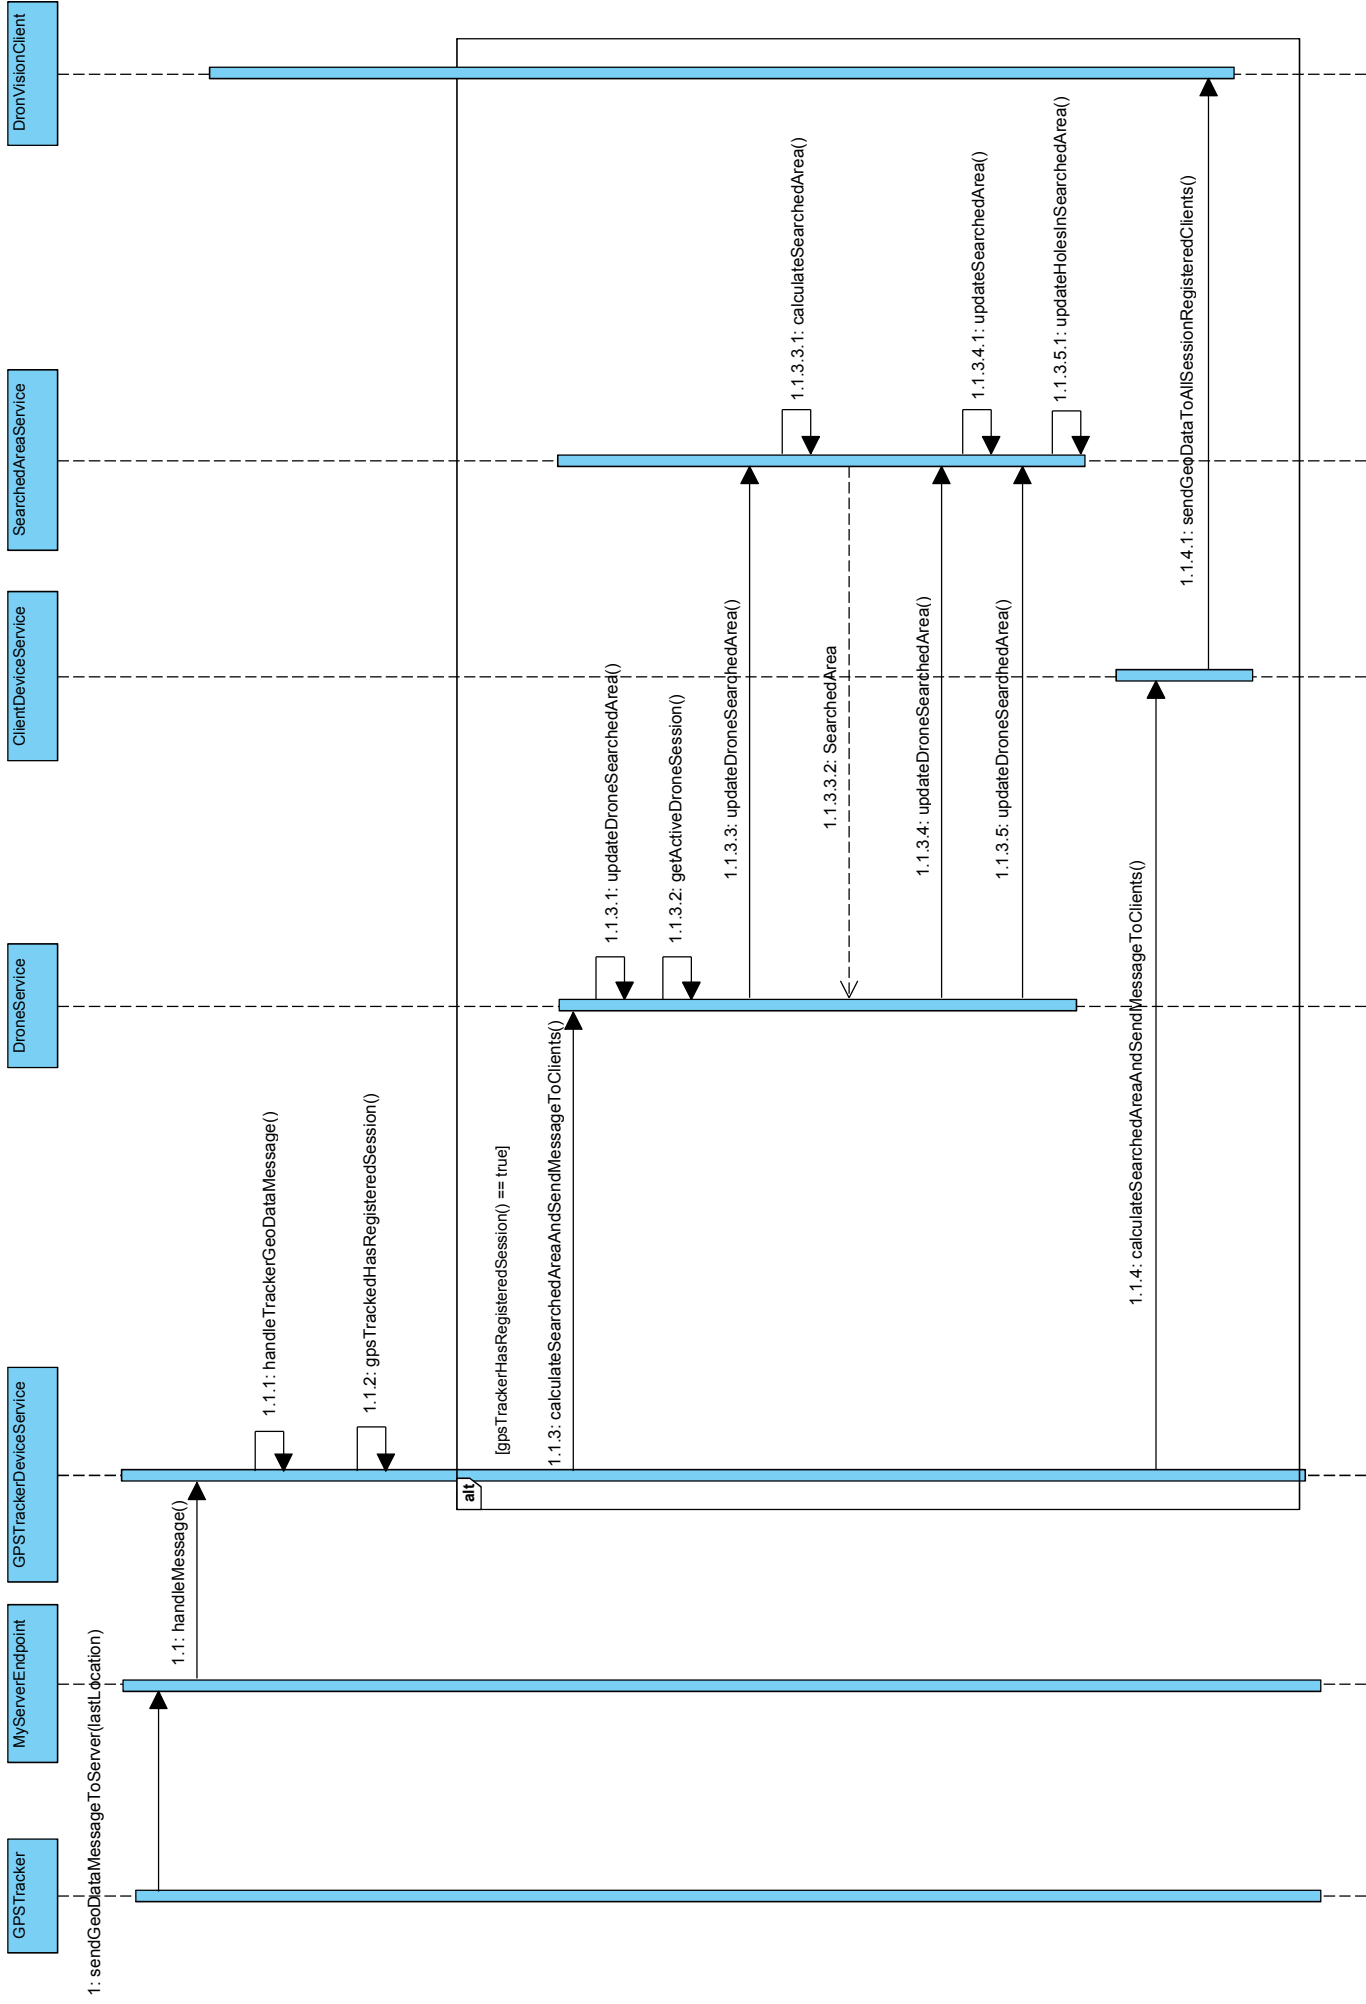 GPSTracker
MyServerEndpoint
GPSTrackerDeviceService
DroneService
ClientDeviceService
SearchedAreaService
DronVisionClient
1: sendGeoDataMessageToServer(lastLocation)
1.1: handleMessage()
1.1.1: handleTrackerGeoDataMessage()
1.1.2: gpsTrackedHasRegisteredSession()
alt
[gpsTrackerHasRegisteredSession() == true]
1.1.3: calculateSearchedAreaAndSendMessageToClients()
1.1.3.1: updateDroneSearchedArea()
1.1.3.2: getActiveDroneSession()
1.1.3.3: updateDroneSearchedArea()
1.1.3.3.1: calculateSearchedArea()
1.1.3.3.2: SearchedArea
1.1.3.4: updateDroneSearchedArea()
1.1.3.4.1: updateSearchedArea()
1.1.3.5: updateDroneSearchedArea()
1.1.3.5.1: updateHolesInSearchedArea()
1.1.4: calculateSearchedAreaAndSendMessageToClients()
1.1.4.1: sendGeoDataToAllSessionRegisteredClients()